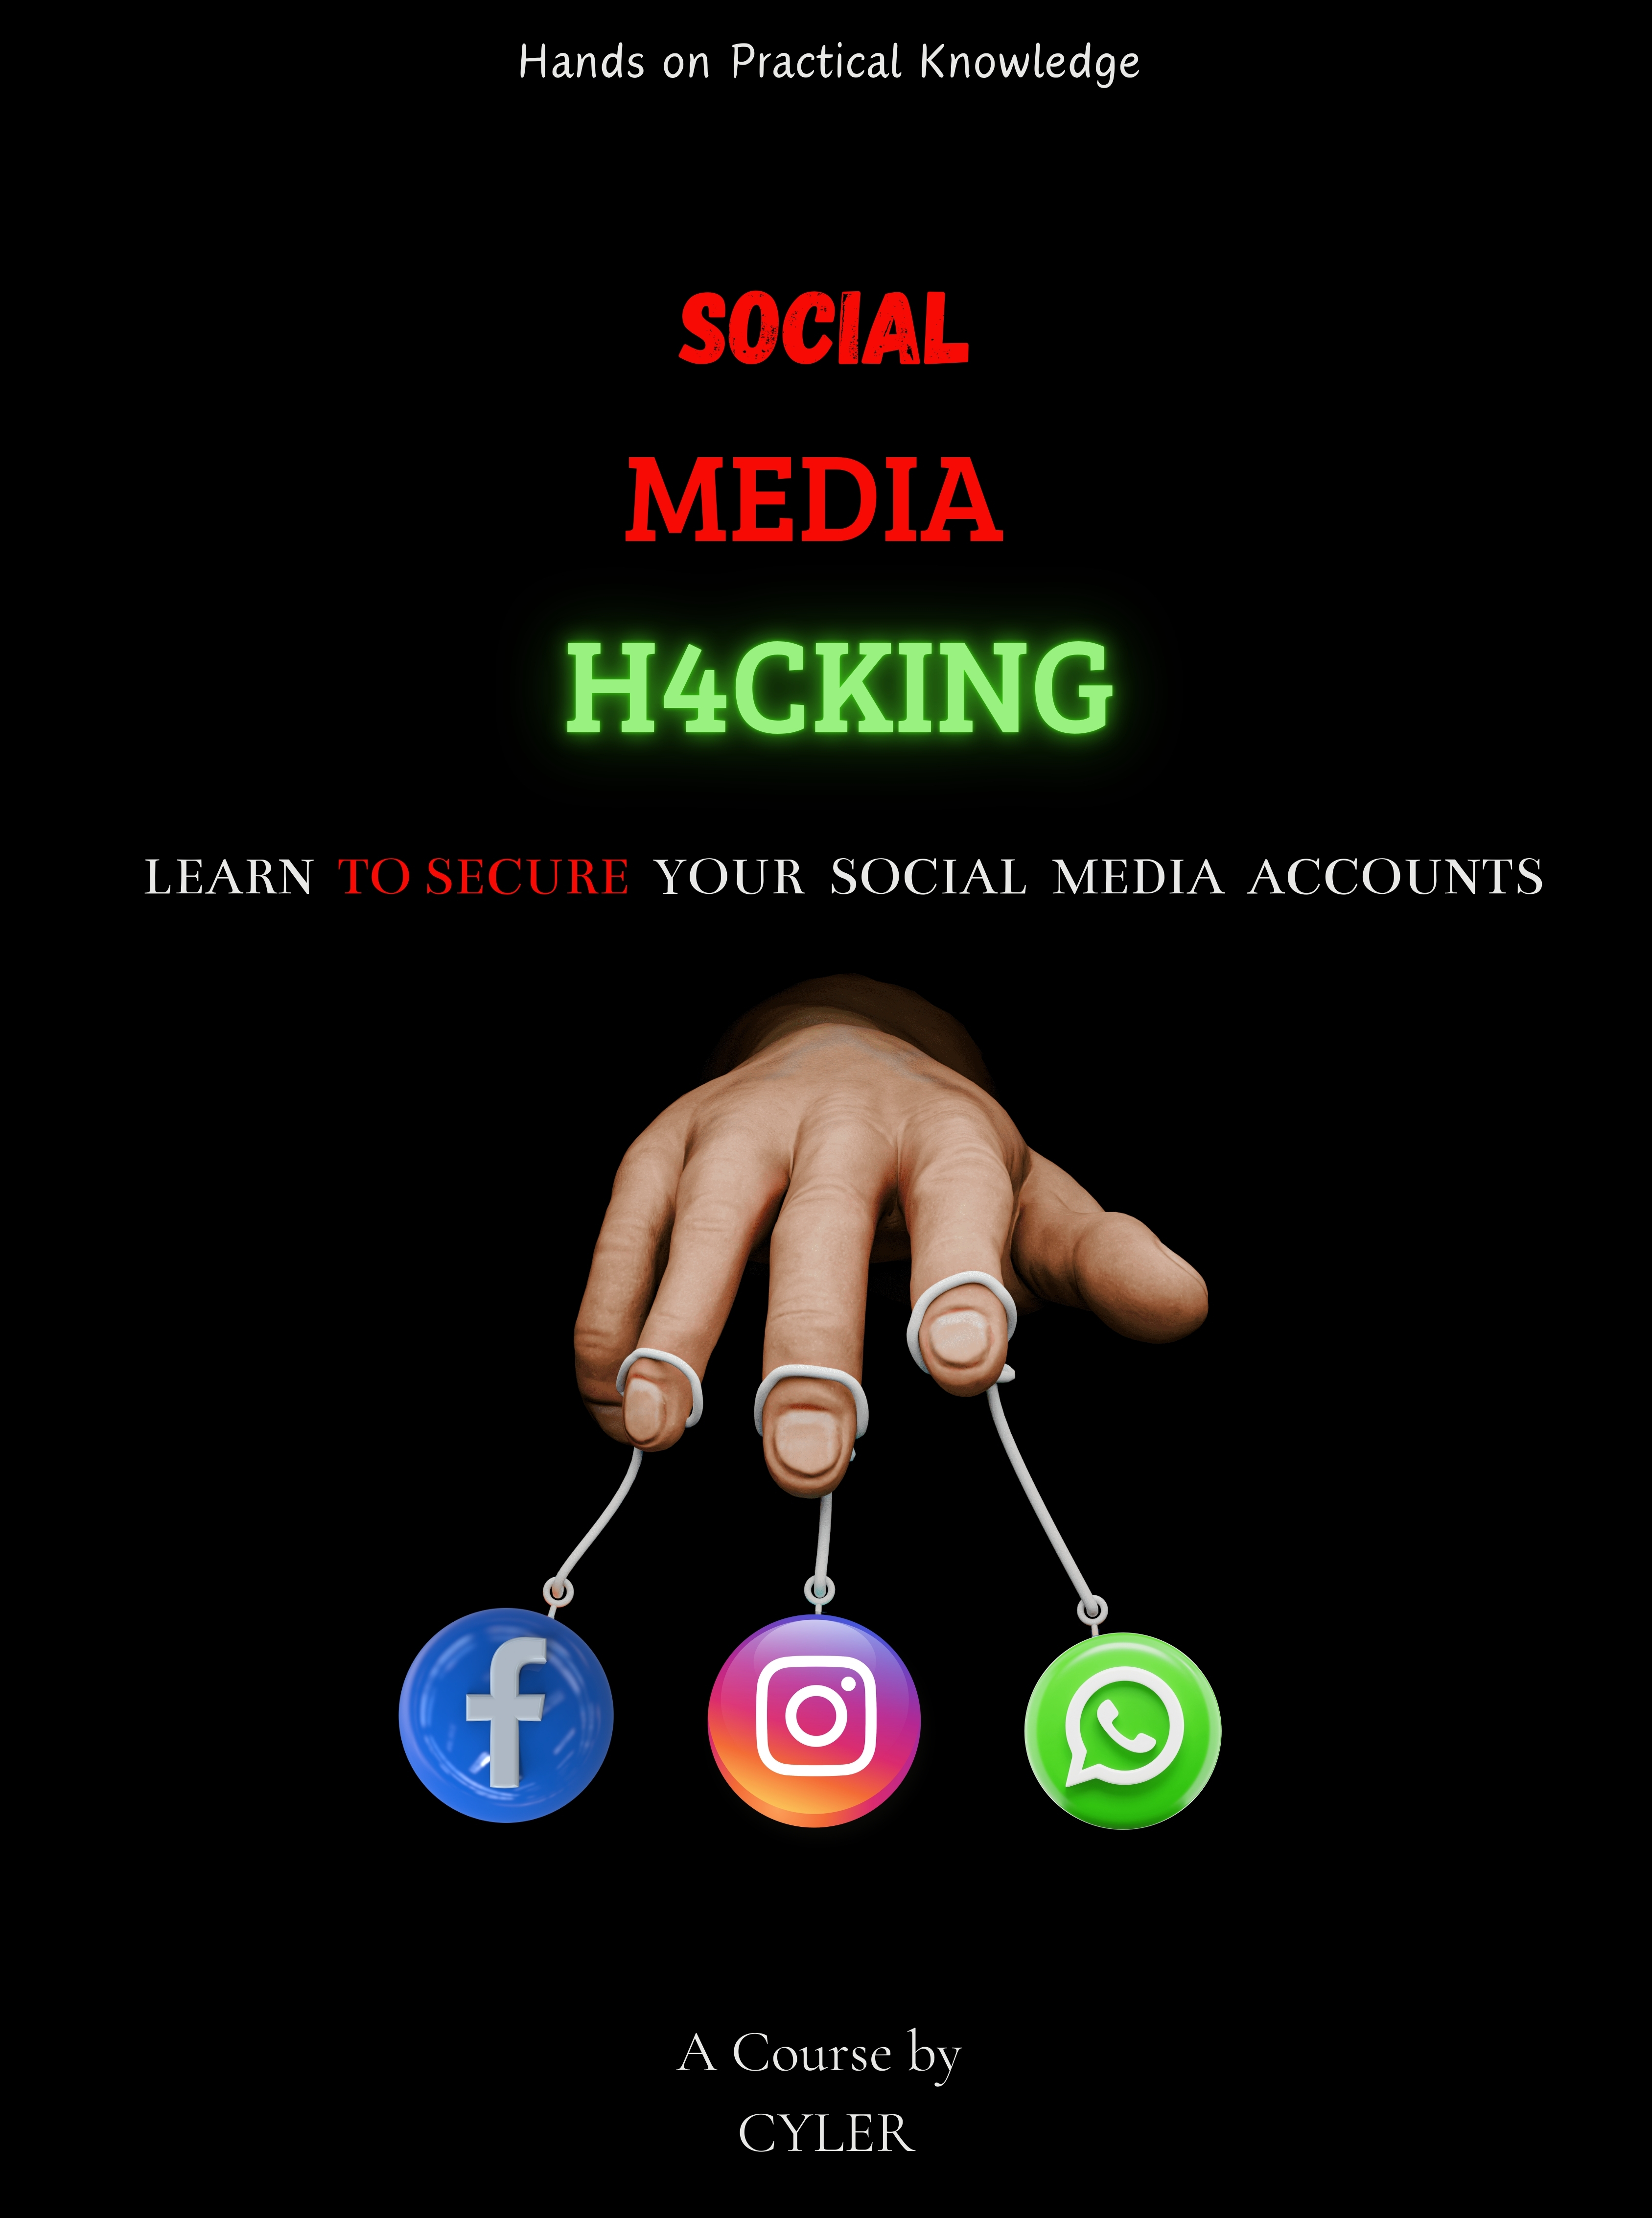 Hands on Practical Knowledge
SOCIAL
MEDIA
H4CKING
LEARN TO SECURE YOUR SOCIAL MEDIA ACCOUNTS
A Course by
CYLER